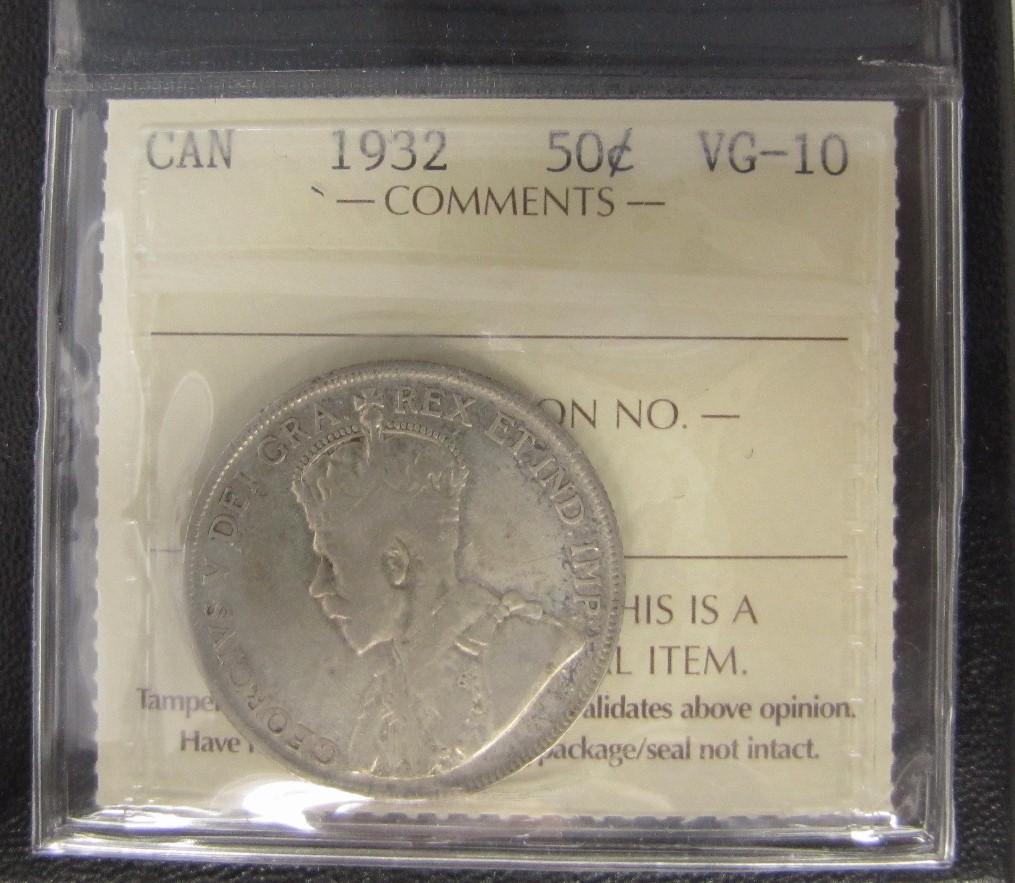 CAN 1932 50¢ VG-10
— COMMENTS —
ON NO. —
HIS IS A
L ITEM.
Tampe alidates above opinion.
Have package/seal not intact.
GEORGIVS V DEI GRA REX ET IND IMP